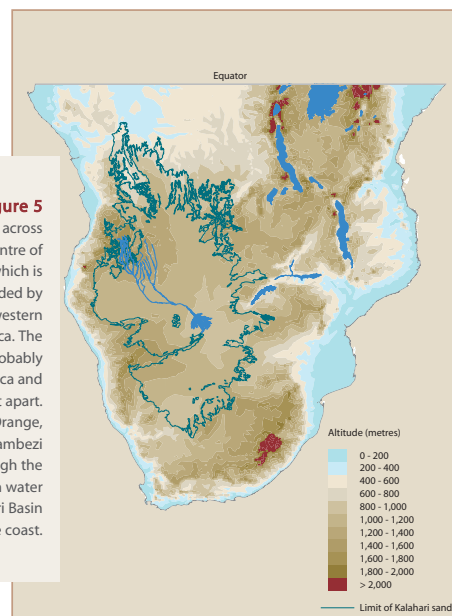 Equator
gure 5
across
ntre of
which is
ded by
western
ca. The
obably
ca and
t apart.
Orange,
ambezi
gh the
water
ri Basin
e coast.
Altitude (metres)
0 - 200
200 - 400
400 - 600
600 - 800
800 - 1,000
1,000 - 1,200
1,200 - 1,400
1,400 - 1,600
1,600 - 1,800
1,800 - 2,000
> 2,000
Limit of Kalahari sand